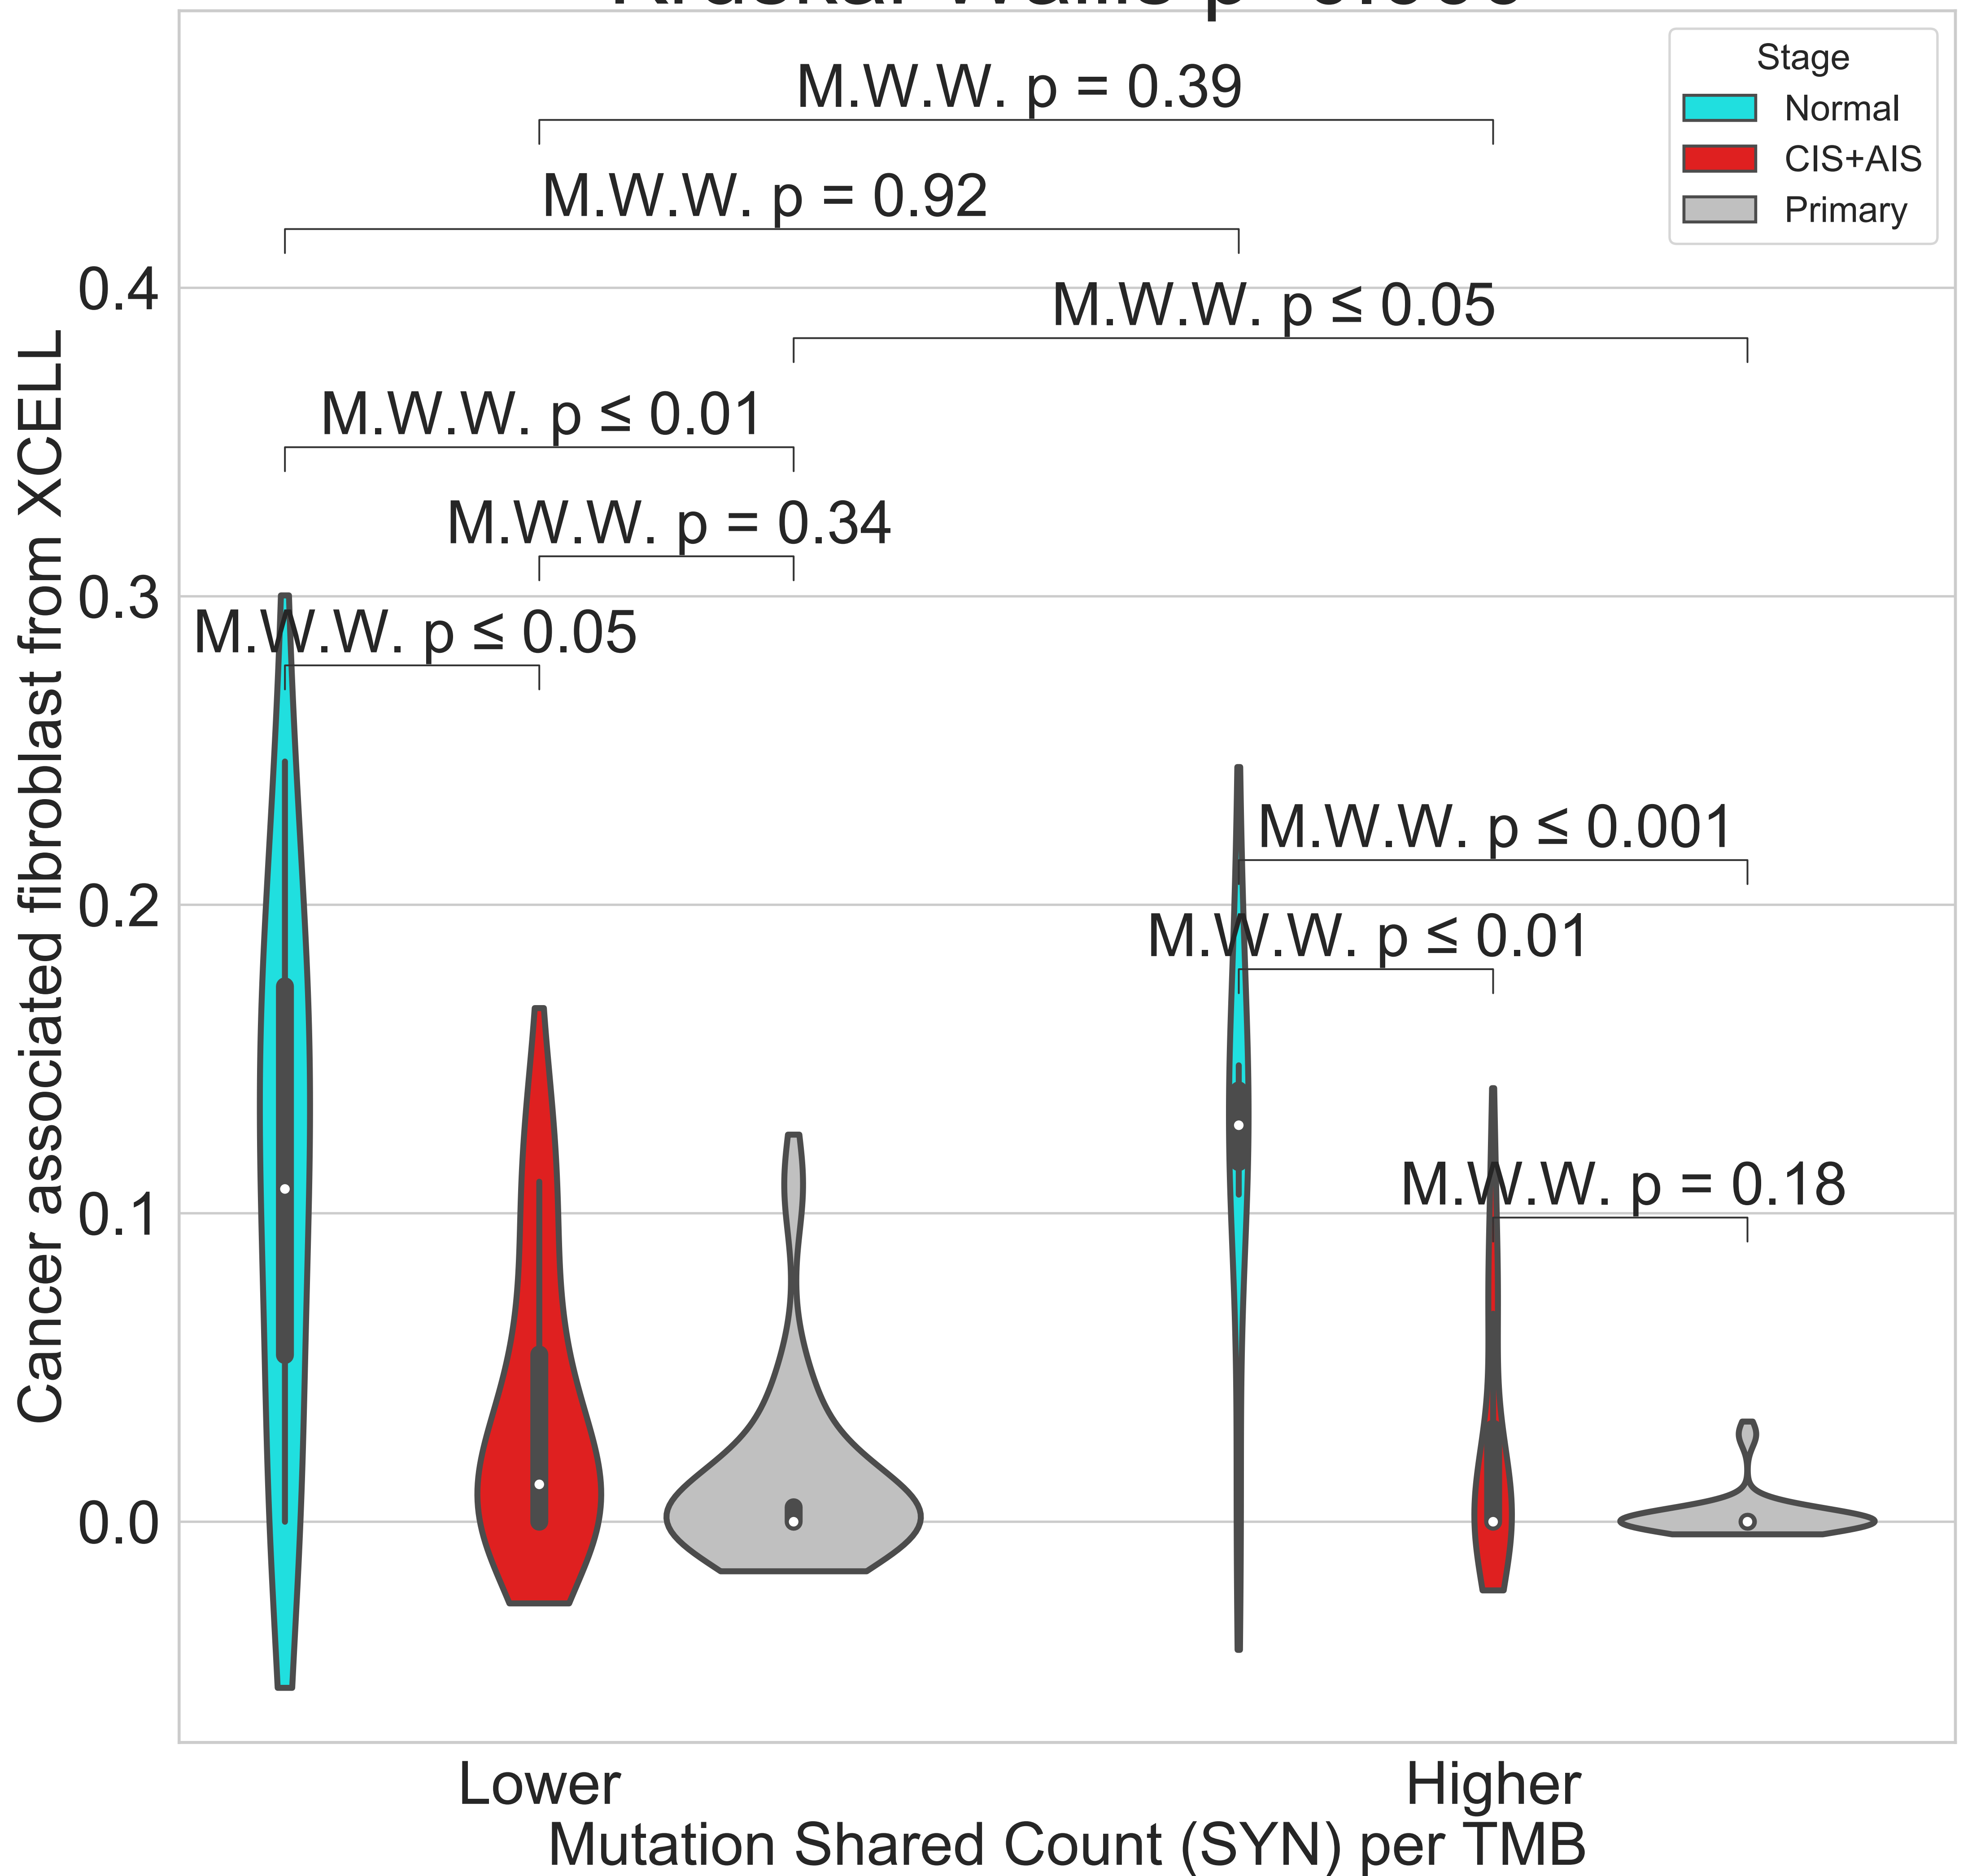 M.W.W. p = 0.39
M.W.W. p = 0.92
M.W.W. p ≤ 0.05
M.W.W. p ≤ 0.01
M.W.W. p = 0.34
M.W.W. p ≤ 0.05
M.W.W. p ≤ 0.001
M.W.W. p ≤ 0.01
M.W.W. p = 0.18
Stage
Normal
CIS+AIS
Primary
Cancer associated fibroblast from XCELL
0.4
0.3
0.2
0.1
0.0
Lower
Higher
Mutation Shared Count (SYN) per TMB